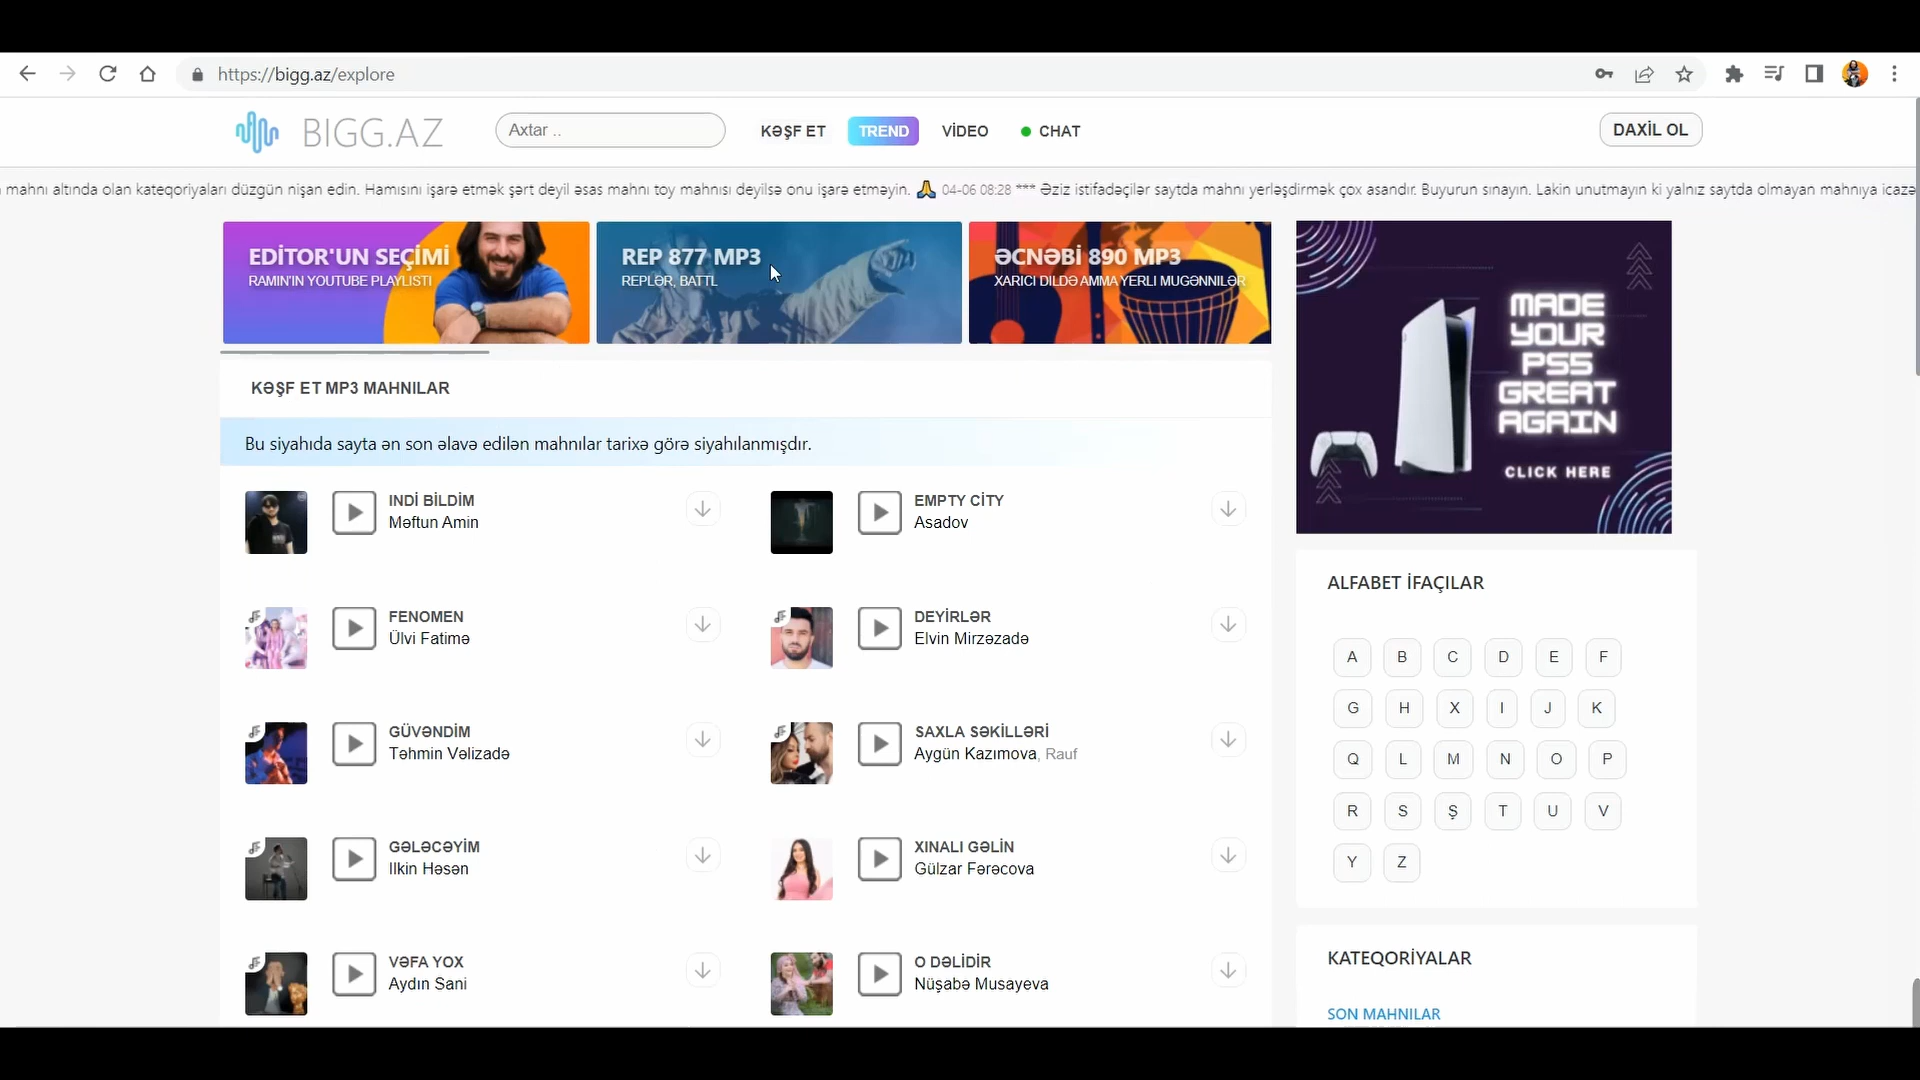 https://bigg.az/explore
BIGG.AZ
Axtar ..
KƏŞF ET
TREND
VİDEO
CHAT
DAXİL OL
mahnı altında olan kateqoriyaları düzgün nişan edin. Hamısını işarə etmək şərt deyil əsas mahnı toy mahnısı deyilsə onu işarə etməyin. 🙏 04-06 08:28 *** Əziz istifadəçilər saytda mahnı yerləşdirmək çox asandır. Buyurun sınayın. Lakin unutmayın ki yalnız saytda olmayan mahnıya icazə
EDİTOR'UN SEÇİMİ
RAMIN'IN YOUTUBE PLAYLISTI
REP 877 MP3
REPLƏR, BATTL
ƏCNƏBİ 890 MP3
XARICI DILDƏ AMMA YERLI MUGƏNNILƏR
MADE
YOUR
PS5
GREAT
AGAIN
CLICK HERE
KƏŞF ET MP3 MAHNILAR
Bu siyahıda sayta ən son əlavə edilən mahnılar tarixə görə siyahılanmışdır.
INDİ BİLDİM
Məftun Amin
EMPTY CİTY
Asadov
FENOMEN
Ülvi Fatimə
DEYİRLƏR
Elvin Mirzəzadə
GÜVƏNDİM
Təhmin Vəlizadə
SAXLA SƏKİLLƏRİ
Aygün Kazımova, Rauf
GƏLƏCƏYİM
Ilkin Həsən
XINALI GƏLİN
Gülzar Fərəcova
VƏFA YOX
Aydın Sani
O DƏLİDİR
Nüşabə Musayeva
ALFABET İFAÇILAR
A B C D E F
G H X I J K
Q L M N O P
R S Ş T U V
Y Z
KATEQORİYALAR
SON MAHNILAR